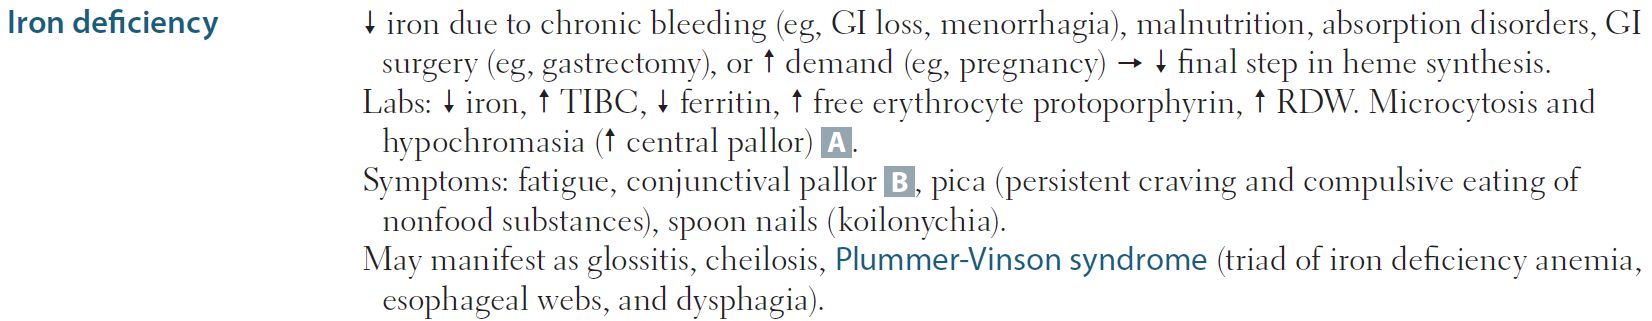 Iron deficiency
↓ iron due to chronic bleeding (eg, GI loss, menorrhagia), malnutrition, absorption disorders, GI
surgery (eg, gastrectomy), or ↑ demand (eg, pregnancy) → ↓ final step in heme synthesis.
Labs: ↓ iron, ↑ TIBC, ↓ ferritin, ↑ free erythrocyte protoporphyrin, ↑ RDW. Microcytosis and
hypochromasia (↑ central pallor) A.
Symptoms: fatigue, conjunctival pallor B, pica (persistent craving and compulsive eating of
nonfood substances), spoon nails (koilonychia).
May manifest as glossitis, cheilosis, Plummer-Vinson syndrome (triad of iron deficiency anemia,
esophageal webs, and dysphagia).